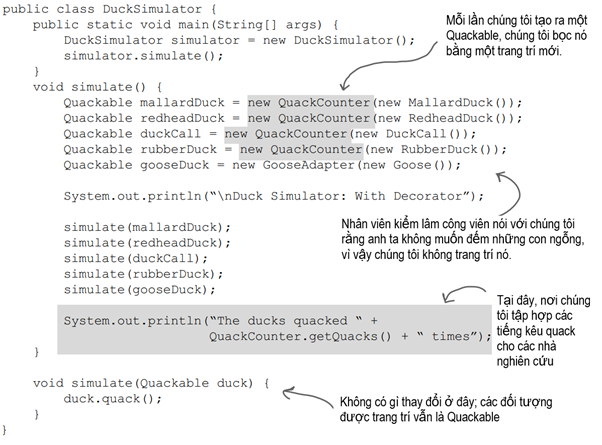 public class DuckSimulator {
public static void main(String[] args) {
DuckSimulator simulator = new DuckSimulator();
simulator.simulate();
}
void simulate() {
Quackable mallardDuck = new QuackCounter(new MallardDuck());
Quackable redheadDuck = new QuackCounter(new RedheadDuck());
Quackable duckCall = new QuackCounter(new DuckCall());
Quackable rubberDuck = new QuackCounter(new RubberDuck());
Quackable gooseDuck = new GooseAdapter(new Goose());
System.out.println(“\nDuck Simulator: With Decorator”);
simulate(mallardDuck);
simulate(redheadDuck);
simulate(duckCall);
simulate(rubberDuck);
simulate(gooseDuck);
System.out.println(“The ducks quacked “ +
QuackCounter.getQuacks() + “ times”);
}
void simulate(Quackable duck) {
duck.quack();
}
}
Mỗi lần chúng tôi tạo ra một
Quackable, chúng tôi bọc nó
bằng một trang trí mới.
Nhân viên kiểm lâm công viên nói với chúng tôi
rằng anh ta không muốn đếm những con ngỗng,
vì vậy chúng tôi không trang trí nó.
Tại đây, nơi chúng
tôi tập hợp các
tiếng kêu quack
cho các nhà
nghiên cứu
Không có gì thay đổi ở đây; các đối tượng
được trang trí vẫn là Quackable